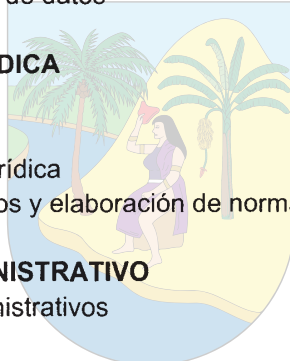 de datos
DICA
rídica
os y elaboración de norma
NISTRATIVO
nistrativos